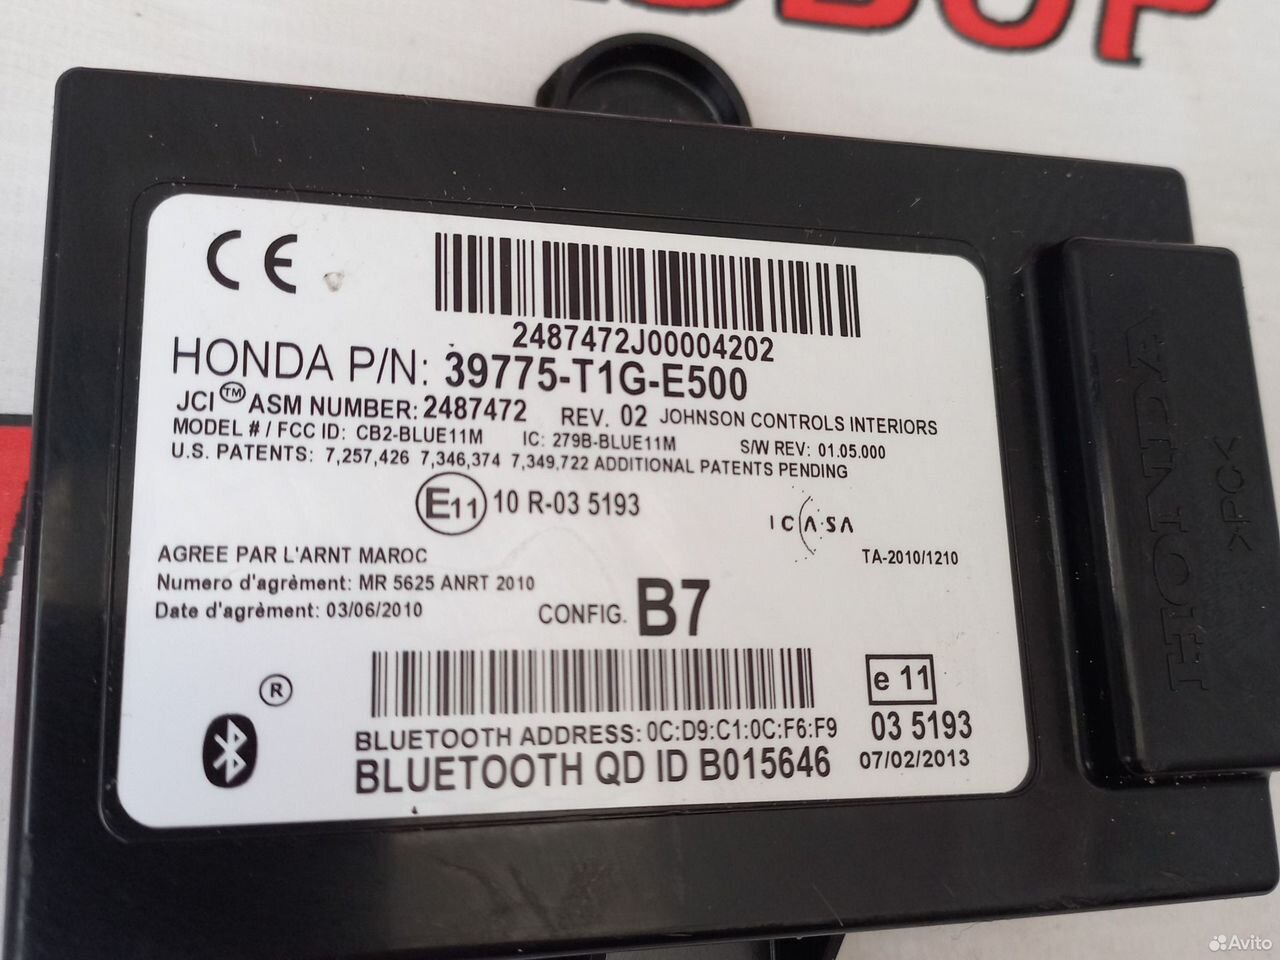 CE
2487472J00004202
HONDA P/N: 39775-T1G-E500
JCI™ ASM NUMBER: 2487472 REV. 02 JOHNSON CONTROLS INTERIORS
MODEL # / FCC ID: CB2-BLUE11M IC: 279B-BLUE11M S/W REV: 01.05.000
U.S. PATENTS: 7,257,426 7,346,374 7,349,722 ADDITIONAL PATENTS PENDING
E11 10 R-03 5193
ICASA
AGREE PAR L'ARNT MAROC
TA-2010/1210
Numero d'agrèment: MR 5625 ANRT 2010
Date d'agrèment: 03/06/2010
CONFIG. B7
®
e 11
BLUETOOTH ADDRESS: 0C:D9:C1:0C:F6:F9
03 5193
BLUETOOTH QD ID B015646
07/02/2013
HONDA
>PC<
Avito